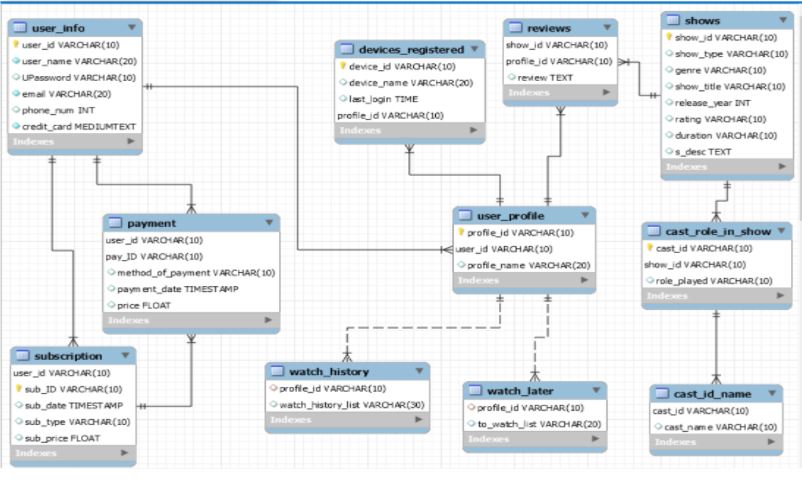 user_info
user_id VARCHAR(10)
user_name VARCHAR(20)
UPassword VARCHAR(10)
email VARCHAR(20)
phone_num INT
credit_card MEDIUMTEXT
Indexes
devices_registered
device_id VARCHAR(10)
device_name VARCHAR(20)
last_login TIME
profile_id VARCHAR(10)
Indexes
reviews
show_id VARCHAR(10)
profile_id VARCHAR(10)
review TEXT
Indexes
shows
show_id VARCHAR(10)
show_type VARCHAR(10)
genre VARCHAR(10)
show_title VARCHAR(10)
release_year INT
rating VARCHAR(10)
duration VARCHAR(10)
s_desc TEXT
Indexes
payment
user_id VARCHAR(10)
pay_ID VARCHAR(10)
method_of_payment VARCHAR(10)
payment_date TIMESTAMP
price FLOAT
Indexes
user_profile
profile_id VARCHAR(10)
user_id VARCHAR(10)
profile_name VARCHAR(20)
Indexes
cast_role_in_show
cast_id VARCHAR(10)
show_id VARCHAR(10)
role_played VARCHAR(10)
Indexes
subscription
user_id VARCHAR(10)
sub_ID VARCHAR(10)
sub_date TIMESTAMP
sub_type VARCHAR(10)
sub_price FLOAT
Indexes
watch_history
profile_id VARCHAR(10)
watch_history_list VARCHAR(30)
Indexes
watch_later
profile_id VARCHAR(10)
to_watch_list VARCHAR(20)
Indexes
cast_id_name
cast_id VARCHAR(10)
cast_name VARCHAR(10)
Indexes